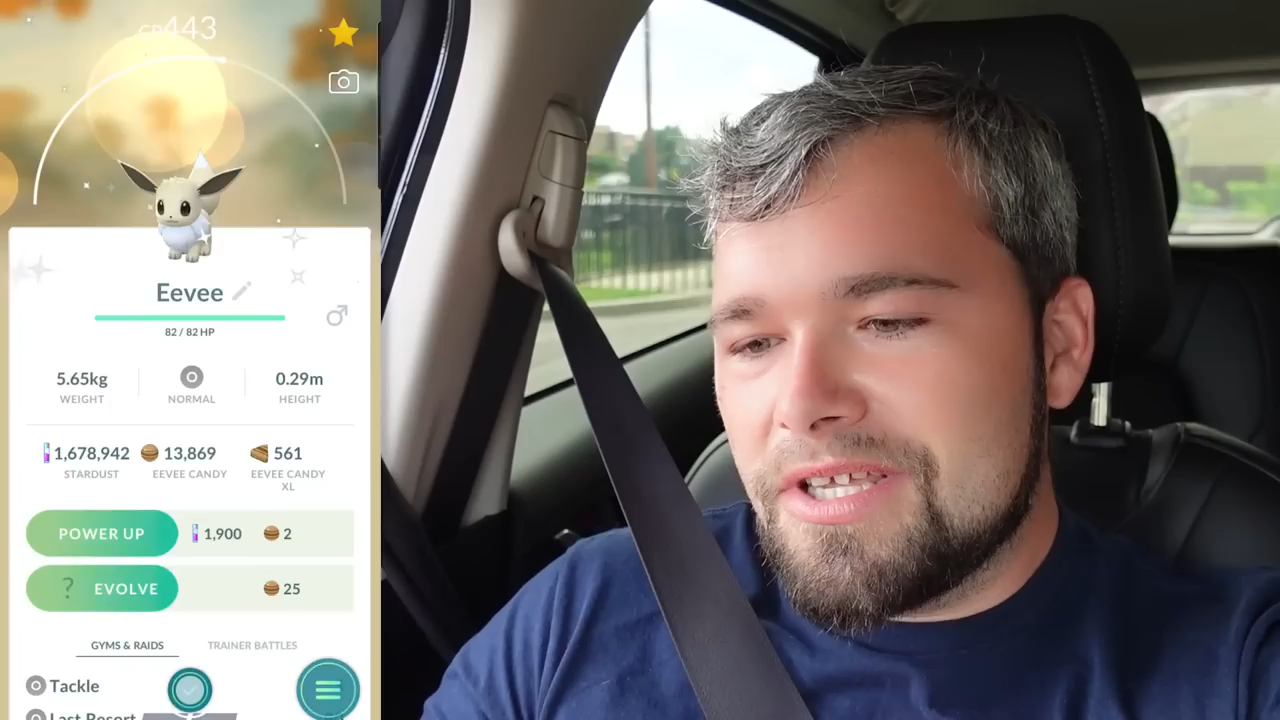 CP443
Eevee
82 / 82 HP
5.65kg
WEIGHT
NORMAL
0.29m
HEIGHT
1,678,942
STARDUST
13,869
EEVEE CANDY
561
EEVEE CANDY
XL
POWER UP
1,900
2
? EVOLVE
25
GYMS & RAIDS
TRAINER BATTLES
Tackle
Last Resort